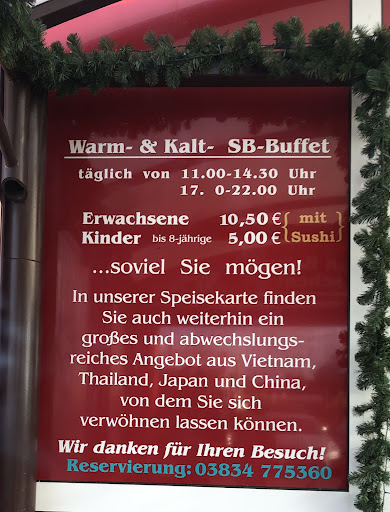 Warm- & Kalt- SB-Buffet
täglich von 11.00-14.30 Uhr
17. 0-22.00 Uhr
Erwachsene 10,50 € { mit
Kinder bis 8-jährige 5,00 € Sushi }
...soviel Sie mögen!
In unserer Speisekarte finden
Sie auch weiterhin ein
großes und abwechslungs-
reiches Angebot aus Vietnam,
Thailand, Japan und China,
von dem Sie sich
verwöhnen lassen können.
Wir danken für Ihren Besuch!
Reservierung: 03834 775360